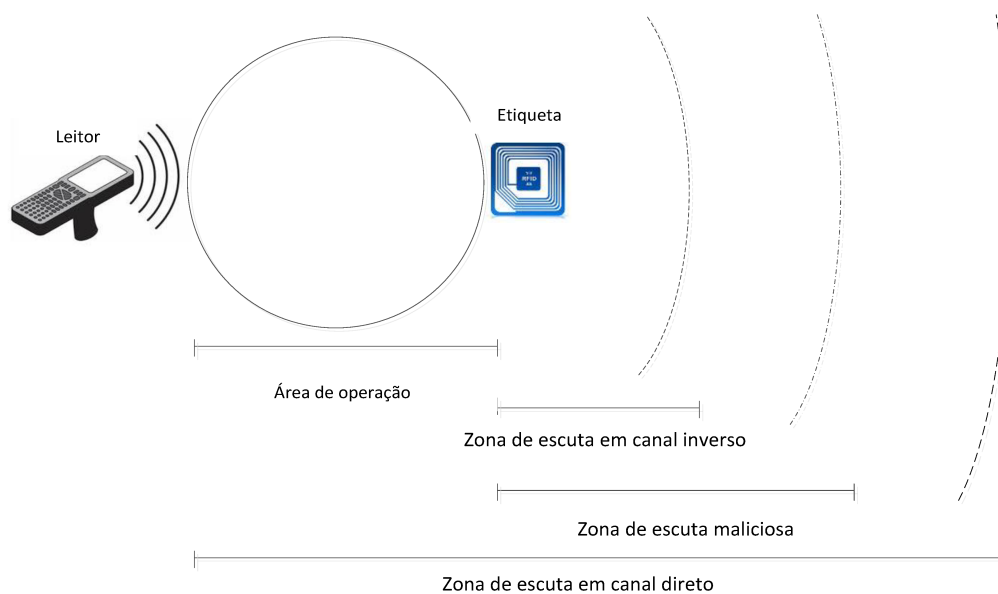 Leitor
Etiqueta
RFID
Área de operação
Zona de escuta em canal inverso
Zona de escuta maliciosa
Zona de escuta em canal direto